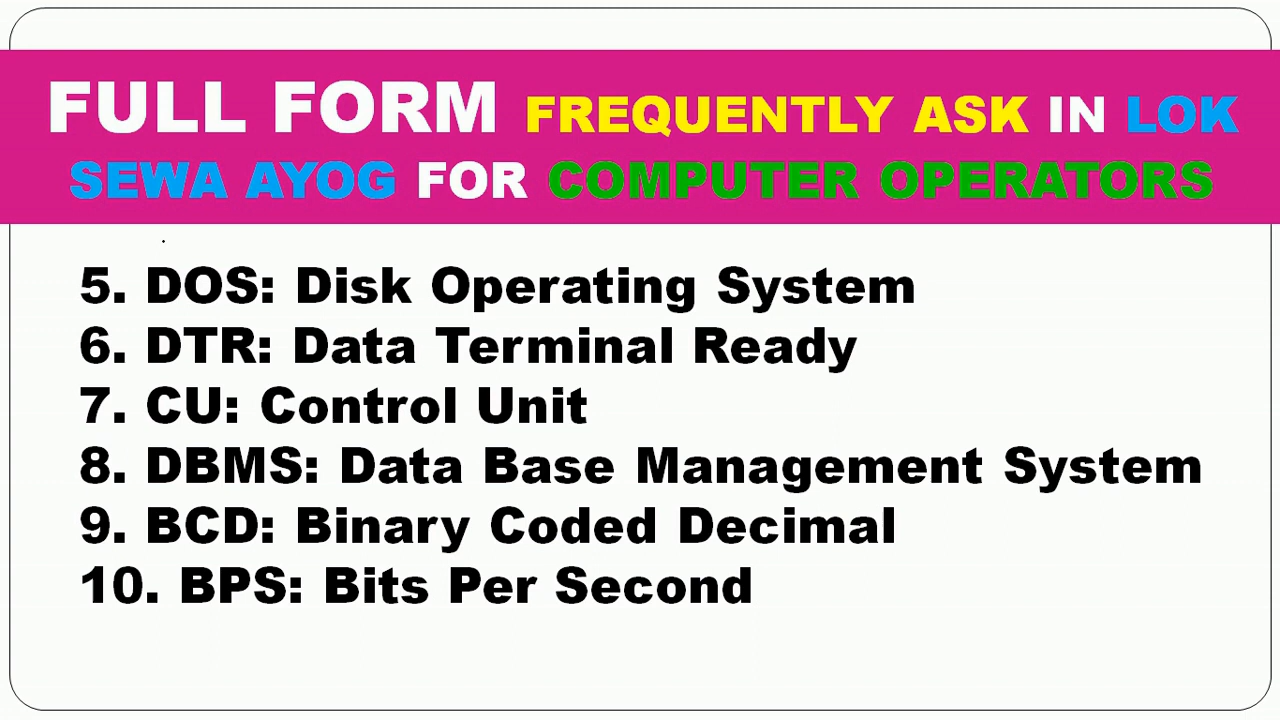 FULL FORM FREQUENTLY ASK IN LOK
SEWA AYOG FOR COMPUTER OPERATORS
5. DOS: Disk Operating System
6. DTR: Data Terminal Ready
7. CU: Control Unit
8. DBMS: Data Base Management System
9. BCD: Binary Coded Decimal
10. BPS: Bits Per Second